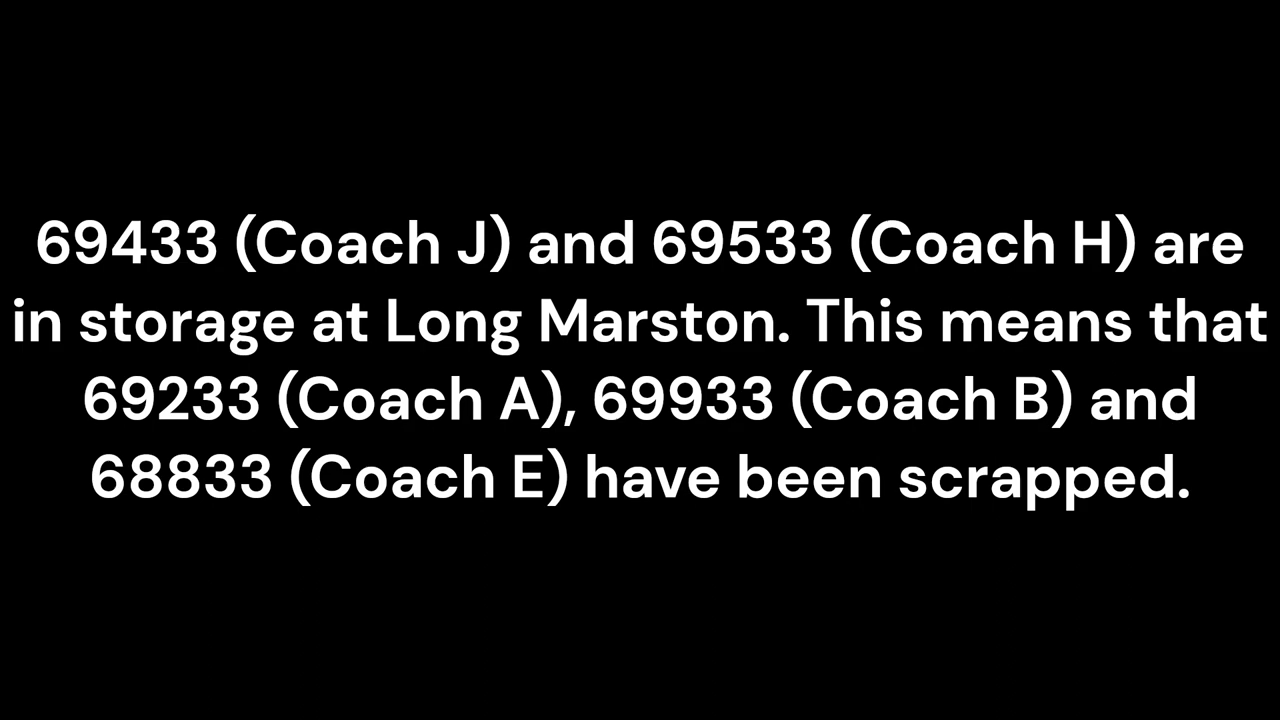 69433 (Coach J) and 69533 (Coach H) are
in storage at Long Marston. This means that
69233 (Coach A), 69933 (Coach B) and
68833 (Coach E) have been scrapped.